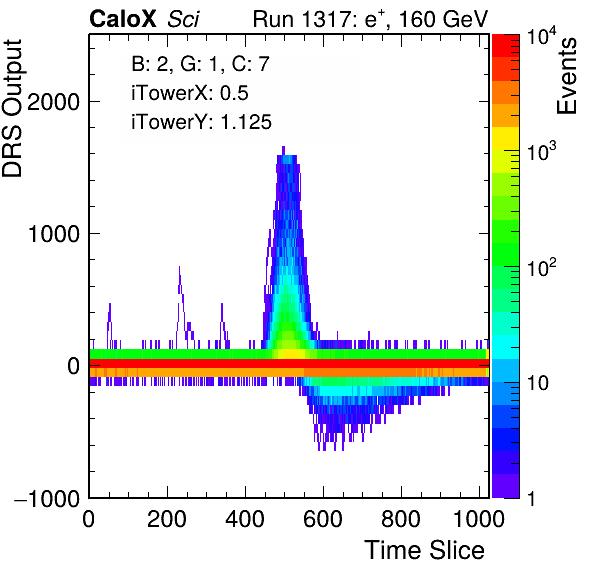 CaloX Sci Run 1317: e+, 160 GeV
B: 2, G: 1, C: 7
iTowerX: 0.5
iTowerY: 1.125
DRS Output
2000
1000
0
−1000
0 200 400 600 800 1000
Time Slice
Events
10^4
10^3
10^2
10
1